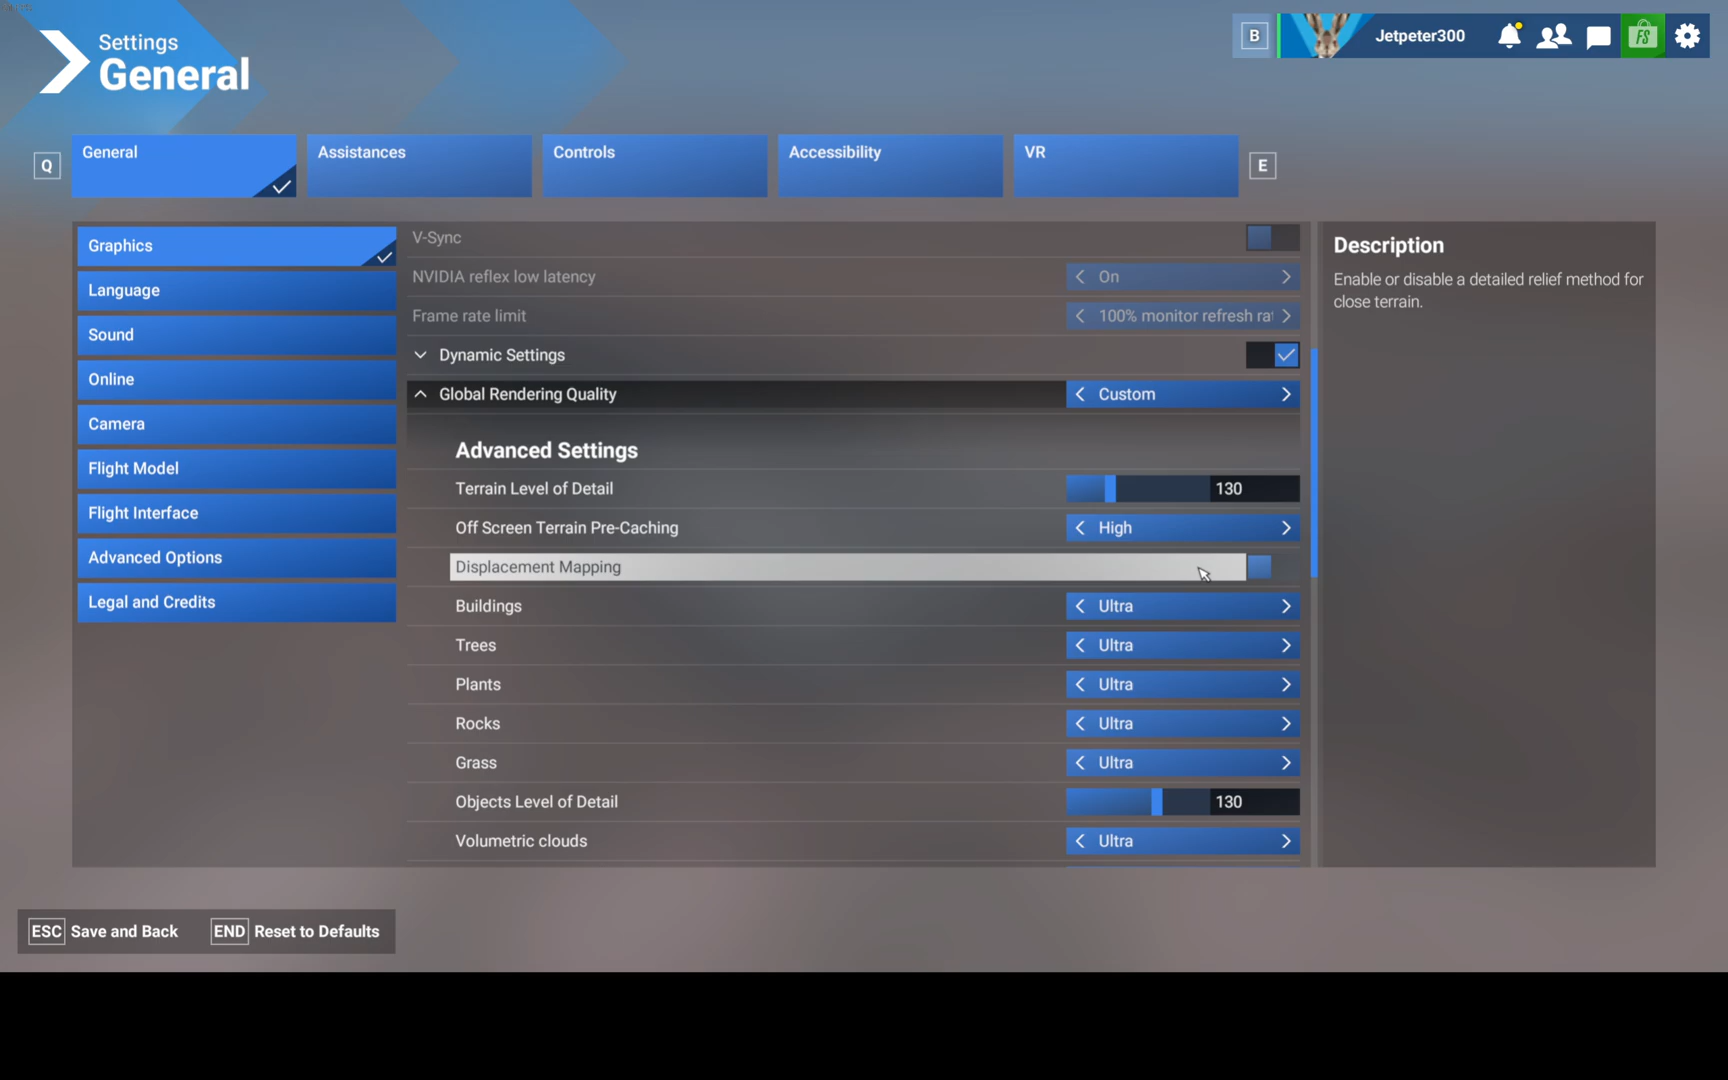 Settings
General
B
Jetpeter300
FS
Q
General
Assistances
Controls
Accessibility
VR
E
Graphics
Language
Sound
Online
Camera
Flight Model
Flight Interface
Advanced Options
Legal and Credits
V-Sync
NVIDIA reflex low latency
On
Frame rate limit
100% monitor refresh ra
Dynamic Settings
Global Rendering Quality
Custom
Advanced Settings
Terrain Level of Detail
130
Off Screen Terrain Pre-Caching
High
Displacement Mapping
Buildings
Ultra
Trees
Ultra
Plants
Ultra
Rocks
Ultra
Grass
Ultra
Objects Level of Detail
130
Volumetric clouds
Ultra
Description
Enable or disable a detailed relief method for
close terrain.
ESC Save and Back
END Reset to Defaults